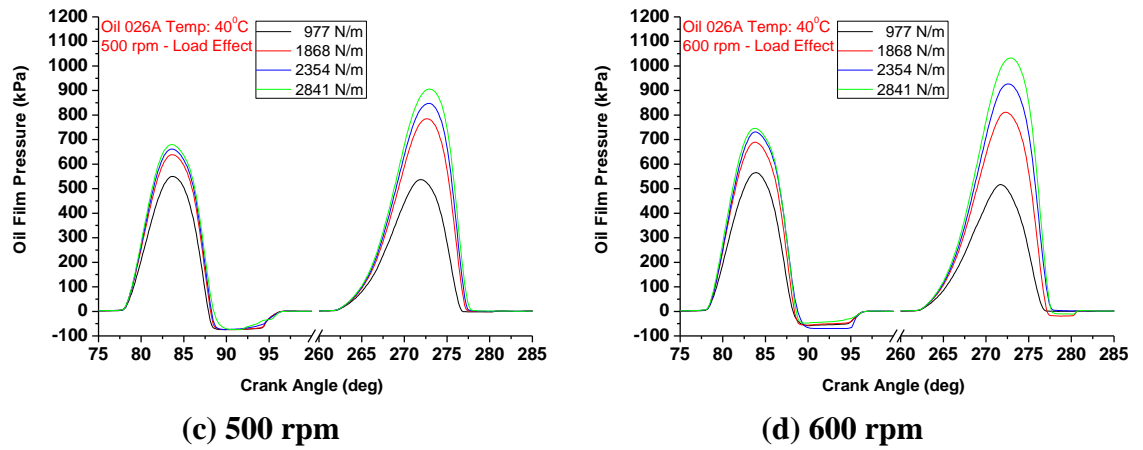 Oil 026A Temp: 40⁰C
500 rpm - Load Effect
977 N/m
1868 N/m
2354 N/m
2841 N/m
1200
1100
1000
900
800
700
600
500
400
300
200
100
0
-100
Oil Film Pressure (kPa)
75 80 85 90 95 260 270 275 280 285
Crank Angle (deg)
(c) 500 rpm
Oil 026A Temp: 40⁰C
600 rpm - Load Effect
977 N/m
1868 N/m
2354 N/m
2841 N/m
1200
1100
1000
900
800
700
600
500
400
300
200
100
0
-100
Oil Film Pressure (kPa)
75 80 85 90 95 260 265 270 275 280 285
Crank Angle (deg)
(d) 600 rpm